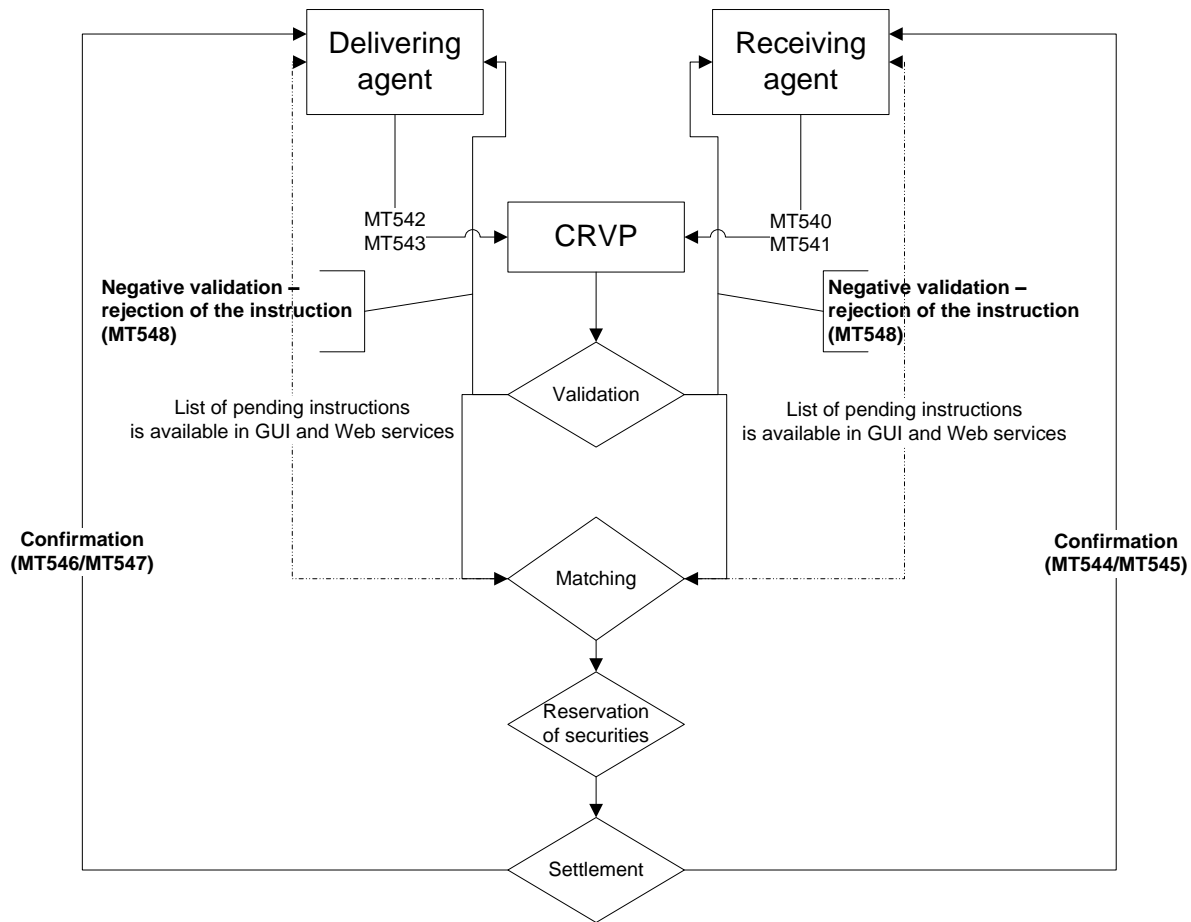 Delivering
agent
Receiving
agent
MT542
MT543
CRVP
MT540
MT541
Negative validation –
rejection of the instruction
(MT548)
Negative validation –
rejection of the instruction
(MT548)
Validation
List of pending instructions
is available in GUI and Web services
List of pending instructions
is available in GUI and Web services
Confirmation
(MT546/MT547)
Confirmation
(MT544/MT545)
Matching
Reservation
of securities
Settlement